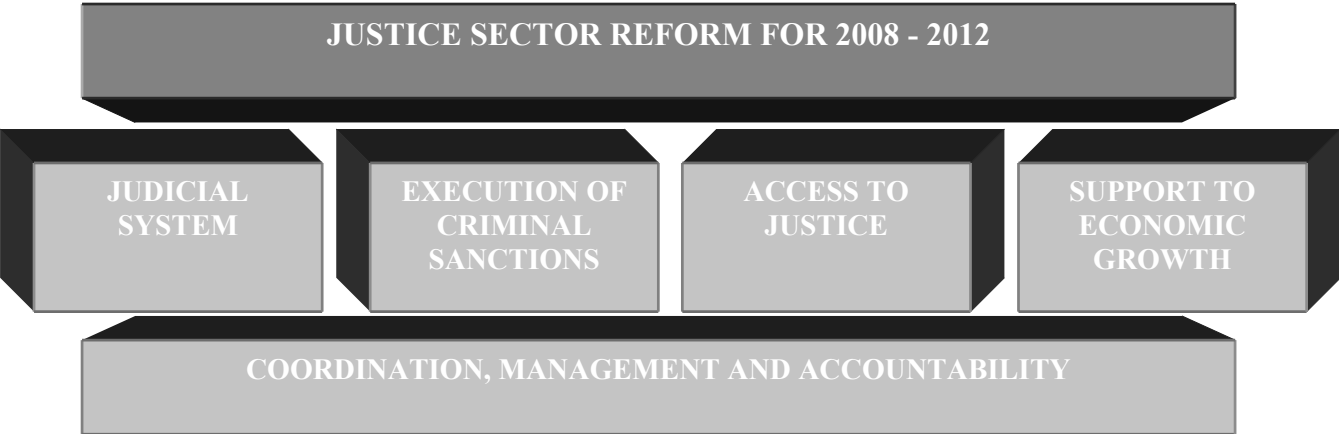 JUSTICE SECTOR REFORM FOR 2008 - 2012
JUDICIAL
SYSTEM
EXECUTION OF
CRIMINAL
SANCTIONS
ACCESS TO
JUSTICE
SUPPORT TO
ECONOMIC
GROWTH
COORDINATION, MANAGEMENT AND ACCOUNTABILITY